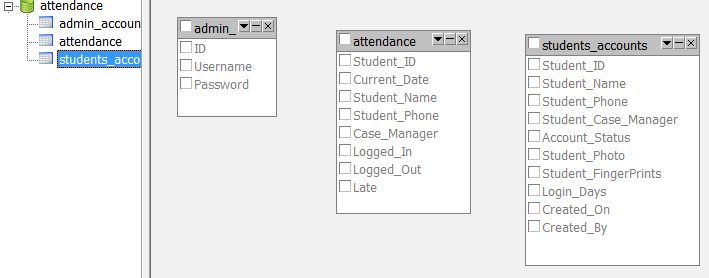 attendance
admin_accoun
attendance
students_acco
admin_
ID
Username
Password
attendance
Student_ID
Current_Date
Student_Name
Student_Phone
Case_Manager
Logged_In
Logged_Out
Late
students_accounts
Student_ID
Student_Name
Student_Phone
Student_Case_Manager
Account_Status
Student_Photo
Student_FingerPrints
Login_Days
Created_On
Created_By